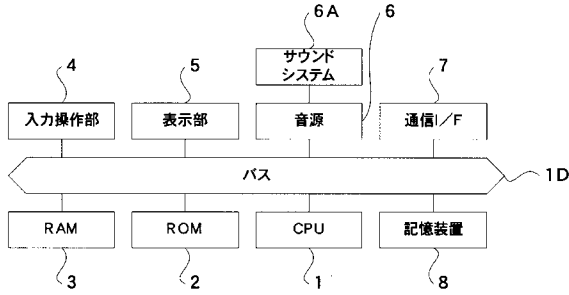 6A
6
サウンド
システム
4
5
7
入力操作部
表示部
音源
通信I／F
バス
1D
RAM
ROM
CPU
記憶装置
3
2
1
8